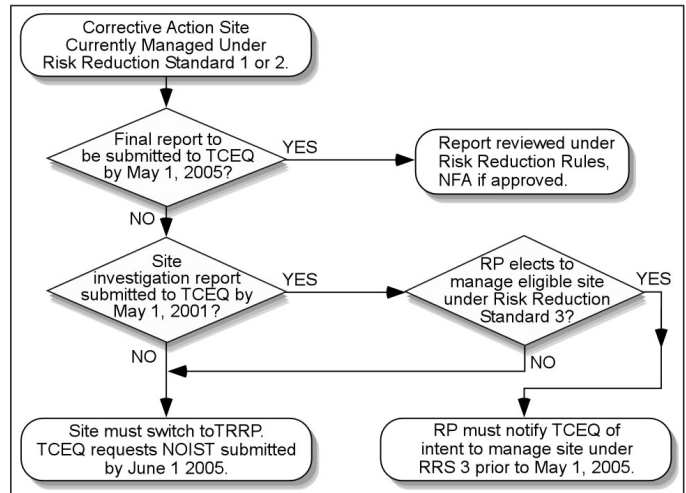 Corrective Action Site
Currently Managed Under
Risk Reduction Standard 1 or 2.
Final report to
be submitted to TCEQ
by May 1, 2005?
YES
Report reviewed under
Risk Reduction Rules,
NFA if approved.
NO
Site
investigation report
submitted to TCEQ by
May 1, 2001?
YES
RP elects to
manage eligible site
under Risk Reduction
Standard 3?
YES
NO
NO
Site must switch toTRRP.
TCEQ requests NOIST submitted
by June 1 2005.
RP must notify TCEQ of
intent to manage site under
RRS 3 prior to May 1, 2005.